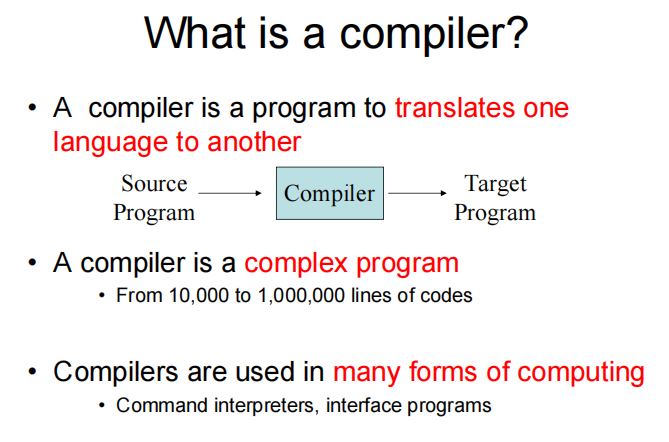 What is a compiler?
• A compiler is a program to translates one
language to another
Source
Program
Compiler
Target
Program
• A compiler is a complex program
• From 10,000 to 1,000,000 lines of codes
• Compilers are used in many forms of computing
• Command interpreters, interface programs